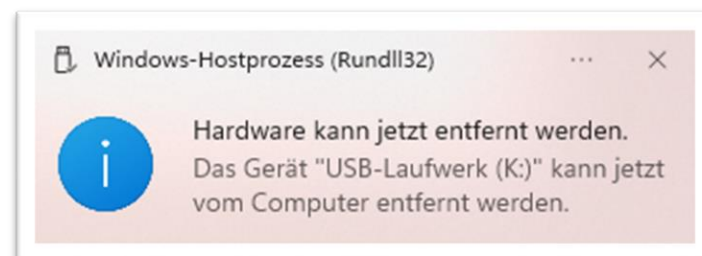 Windows-Hostprozess (Rundll32)
Hardware kann jetzt entfernt werden.
Das Gerät "USB-Laufwerk (K:)" kann jetzt
vom Computer entfernt werden.